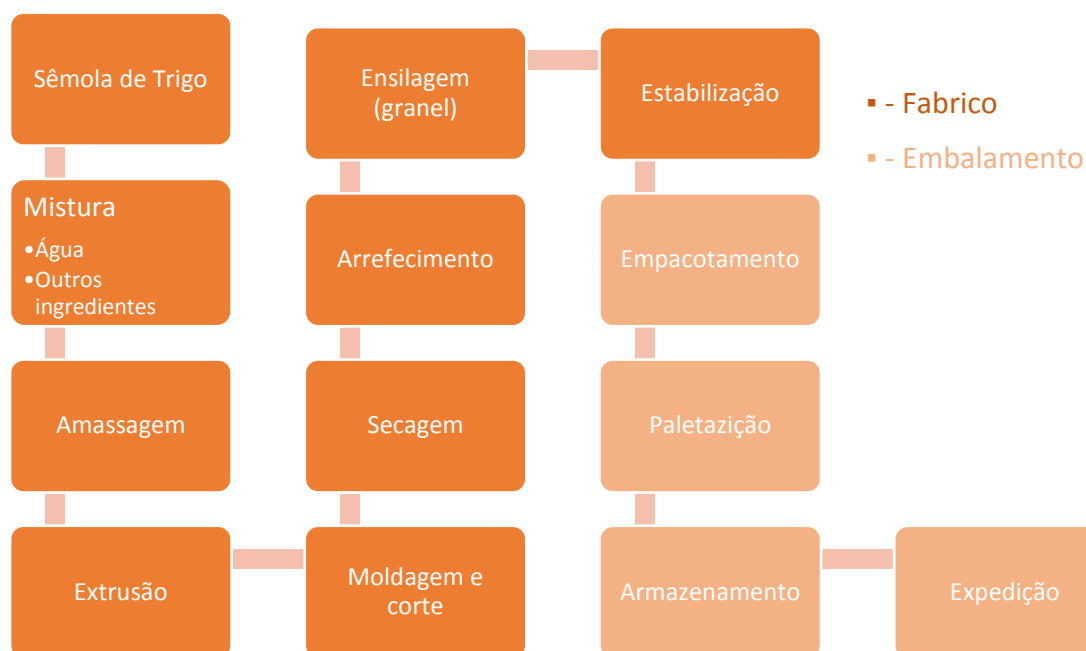 Sêmola de Trigo
Mistura
•Água
•Outros
ingredientes
Amassagem
Extrusão
Moldagem e
corte
Secagem
Arrefecimento
Ensilagem
(granel)
Estabilização
Empacotamento
Paletazição
Armazenamento
Expedição
▪ - Fabrico
▪ - Embalamento